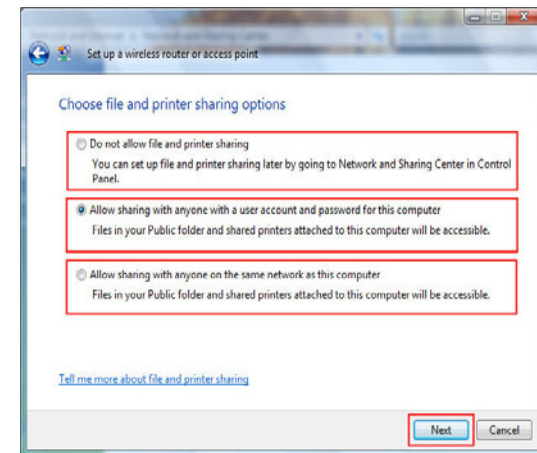 Set up a wireless router or access point
Choose file and printer sharing options
Do not allow file and printer sharing
You can set up file and printer sharing later by going to Network and Sharing Center in Control
Panel.
Allow sharing with anyone with a user account and password for this computer
Files in your Public folder and shared printers attached to this computer will be accessible.
Allow sharing with anyone on the same network as this computer
Files in your Public folder and shared printers attached to this computer will be accessible.
Tell me more about file and printer sharing
Next
Cancel